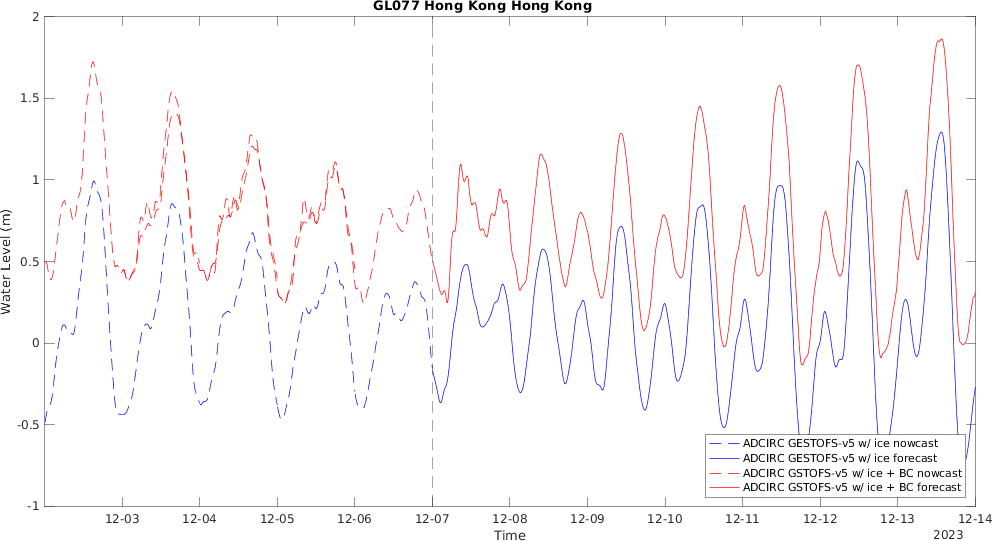 GL077 Hong Kong Hong Kong
2
1.5
1
0.5
0
-0.5
-1
Water Level (m)
ADCIRC GESTOFS-v5 w/ ice nowcast
ADCIRC GESTOFS-v5 w/ ice forecast
ADCIRC GSTOFS-v5 w/ ice + BC nowcast
ADCIRC GSTOFS-v5 w/ ice + BC forecast
12-03 12-04 12-05 12-06 12-07 12-08 12-09 12-10 12-11 12-12 12-13 12-14
Time
2023